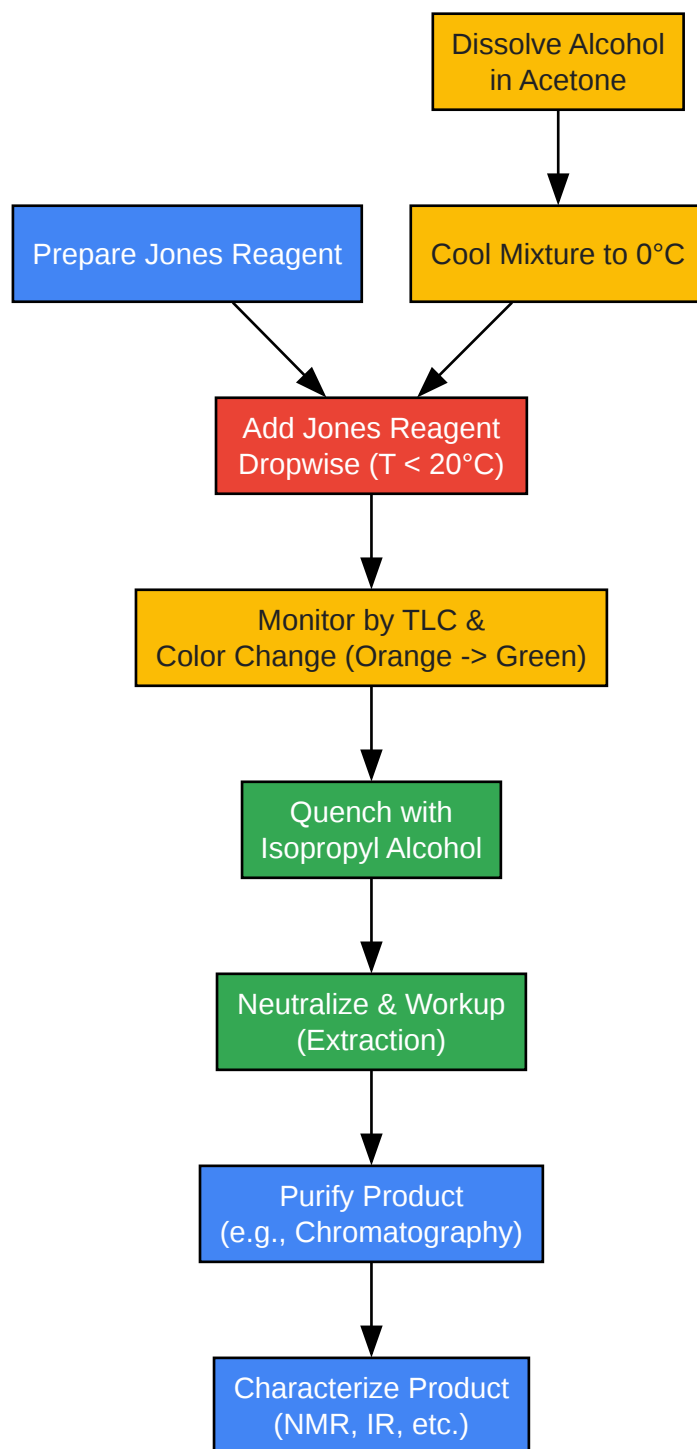 Dissolve Alcohol
in Acetone
Prepare Jones Reagent
Cool Mixture to 0°C
Add Jones Reagent
Dropwise (T < 20°C)
Monitor by TLC &
Color Change (Orange -> Green)
Quench with
Isopropyl Alcohol
Neutralize & Workup
(Extraction)
Purify Product
(e.g., Chromatography)
Characterize Product
(NMR, IR, etc.)